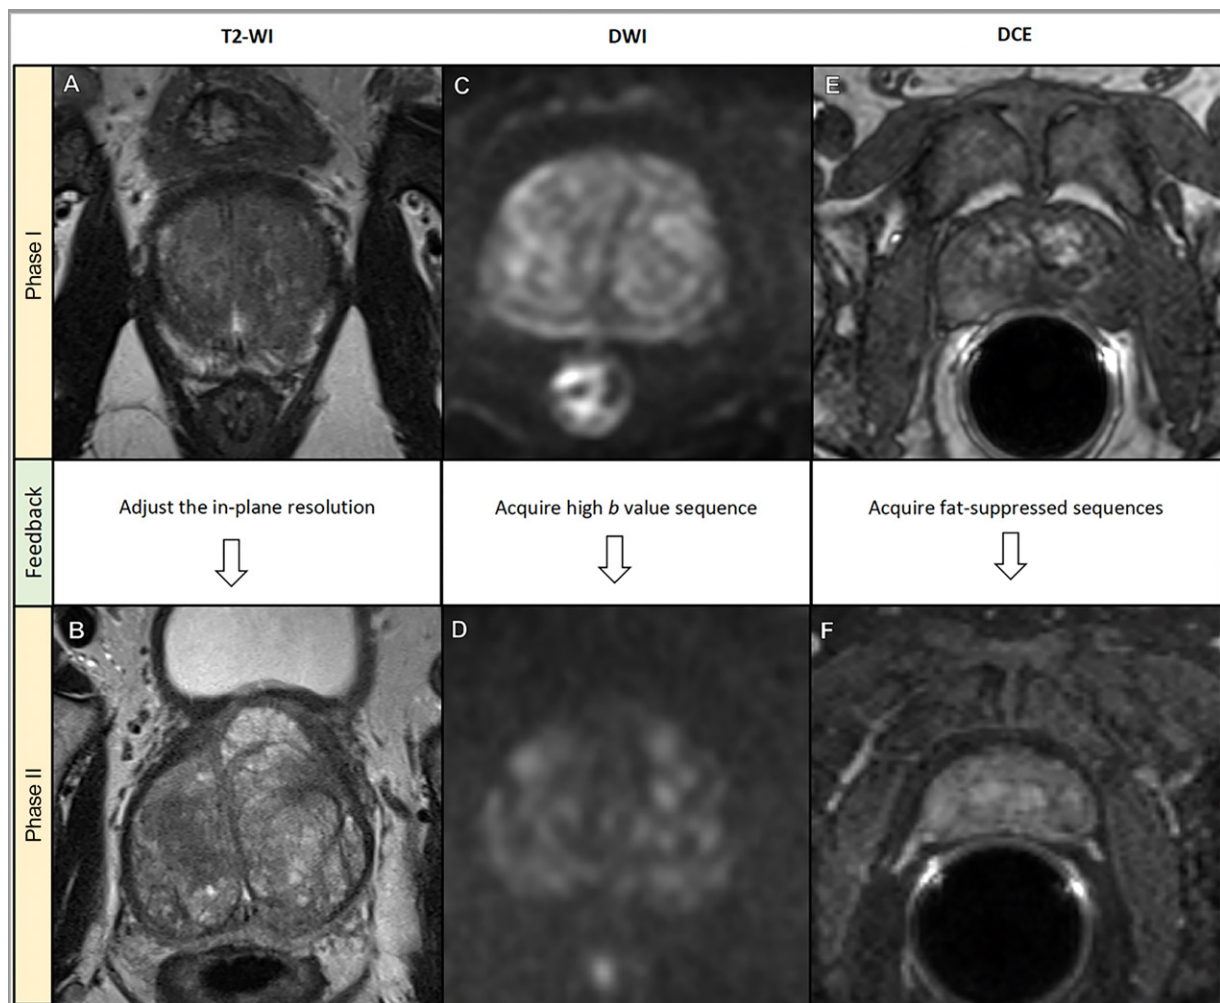 T2-WI
DWI
DCE
Phase I
A
C
E
Feedback
Adjust the in-plane resolution
Acquire high b value sequence
Acquire fat-suppressed sequences
Phase II
B
D
F